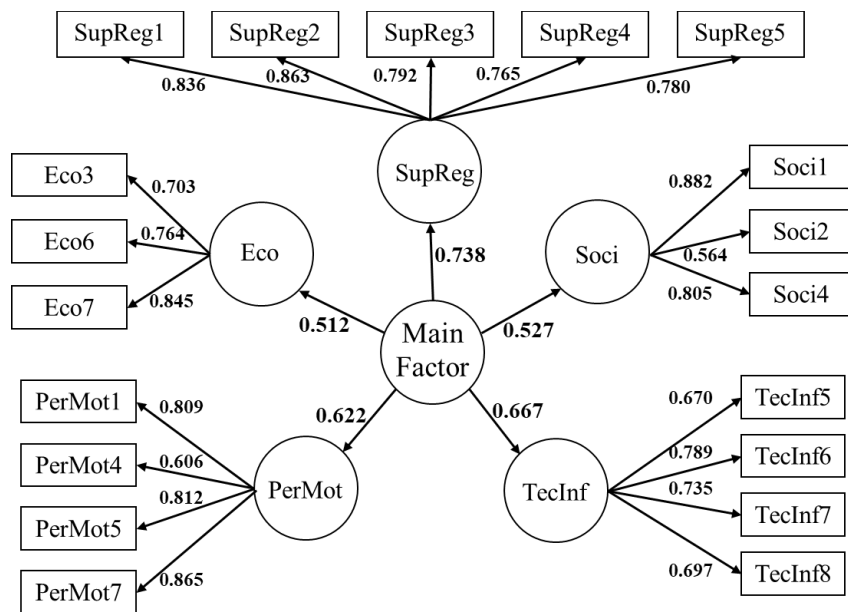 SupReg1
SupReg2
SupReg3
SupReg4
SupReg5
0.836
0.863
0.792
0.765
0.780
SupReg
Eco3
Eco6
Eco7
0.703
0.764
0.845
Eco
Soci
0.882
0.564
0.805
Soci1
Soci2
Soci4
0.738
0.512
0.527
Main
Factor
0.622
0.667
PerMot1
PerMot4
PerMot5
PerMot7
0.809
0.606
0.812
0.865
PerMot
TecInf
0.670
0.789
0.735
0.697
TecInf5
TecInf6
TecInf7
TecInf8